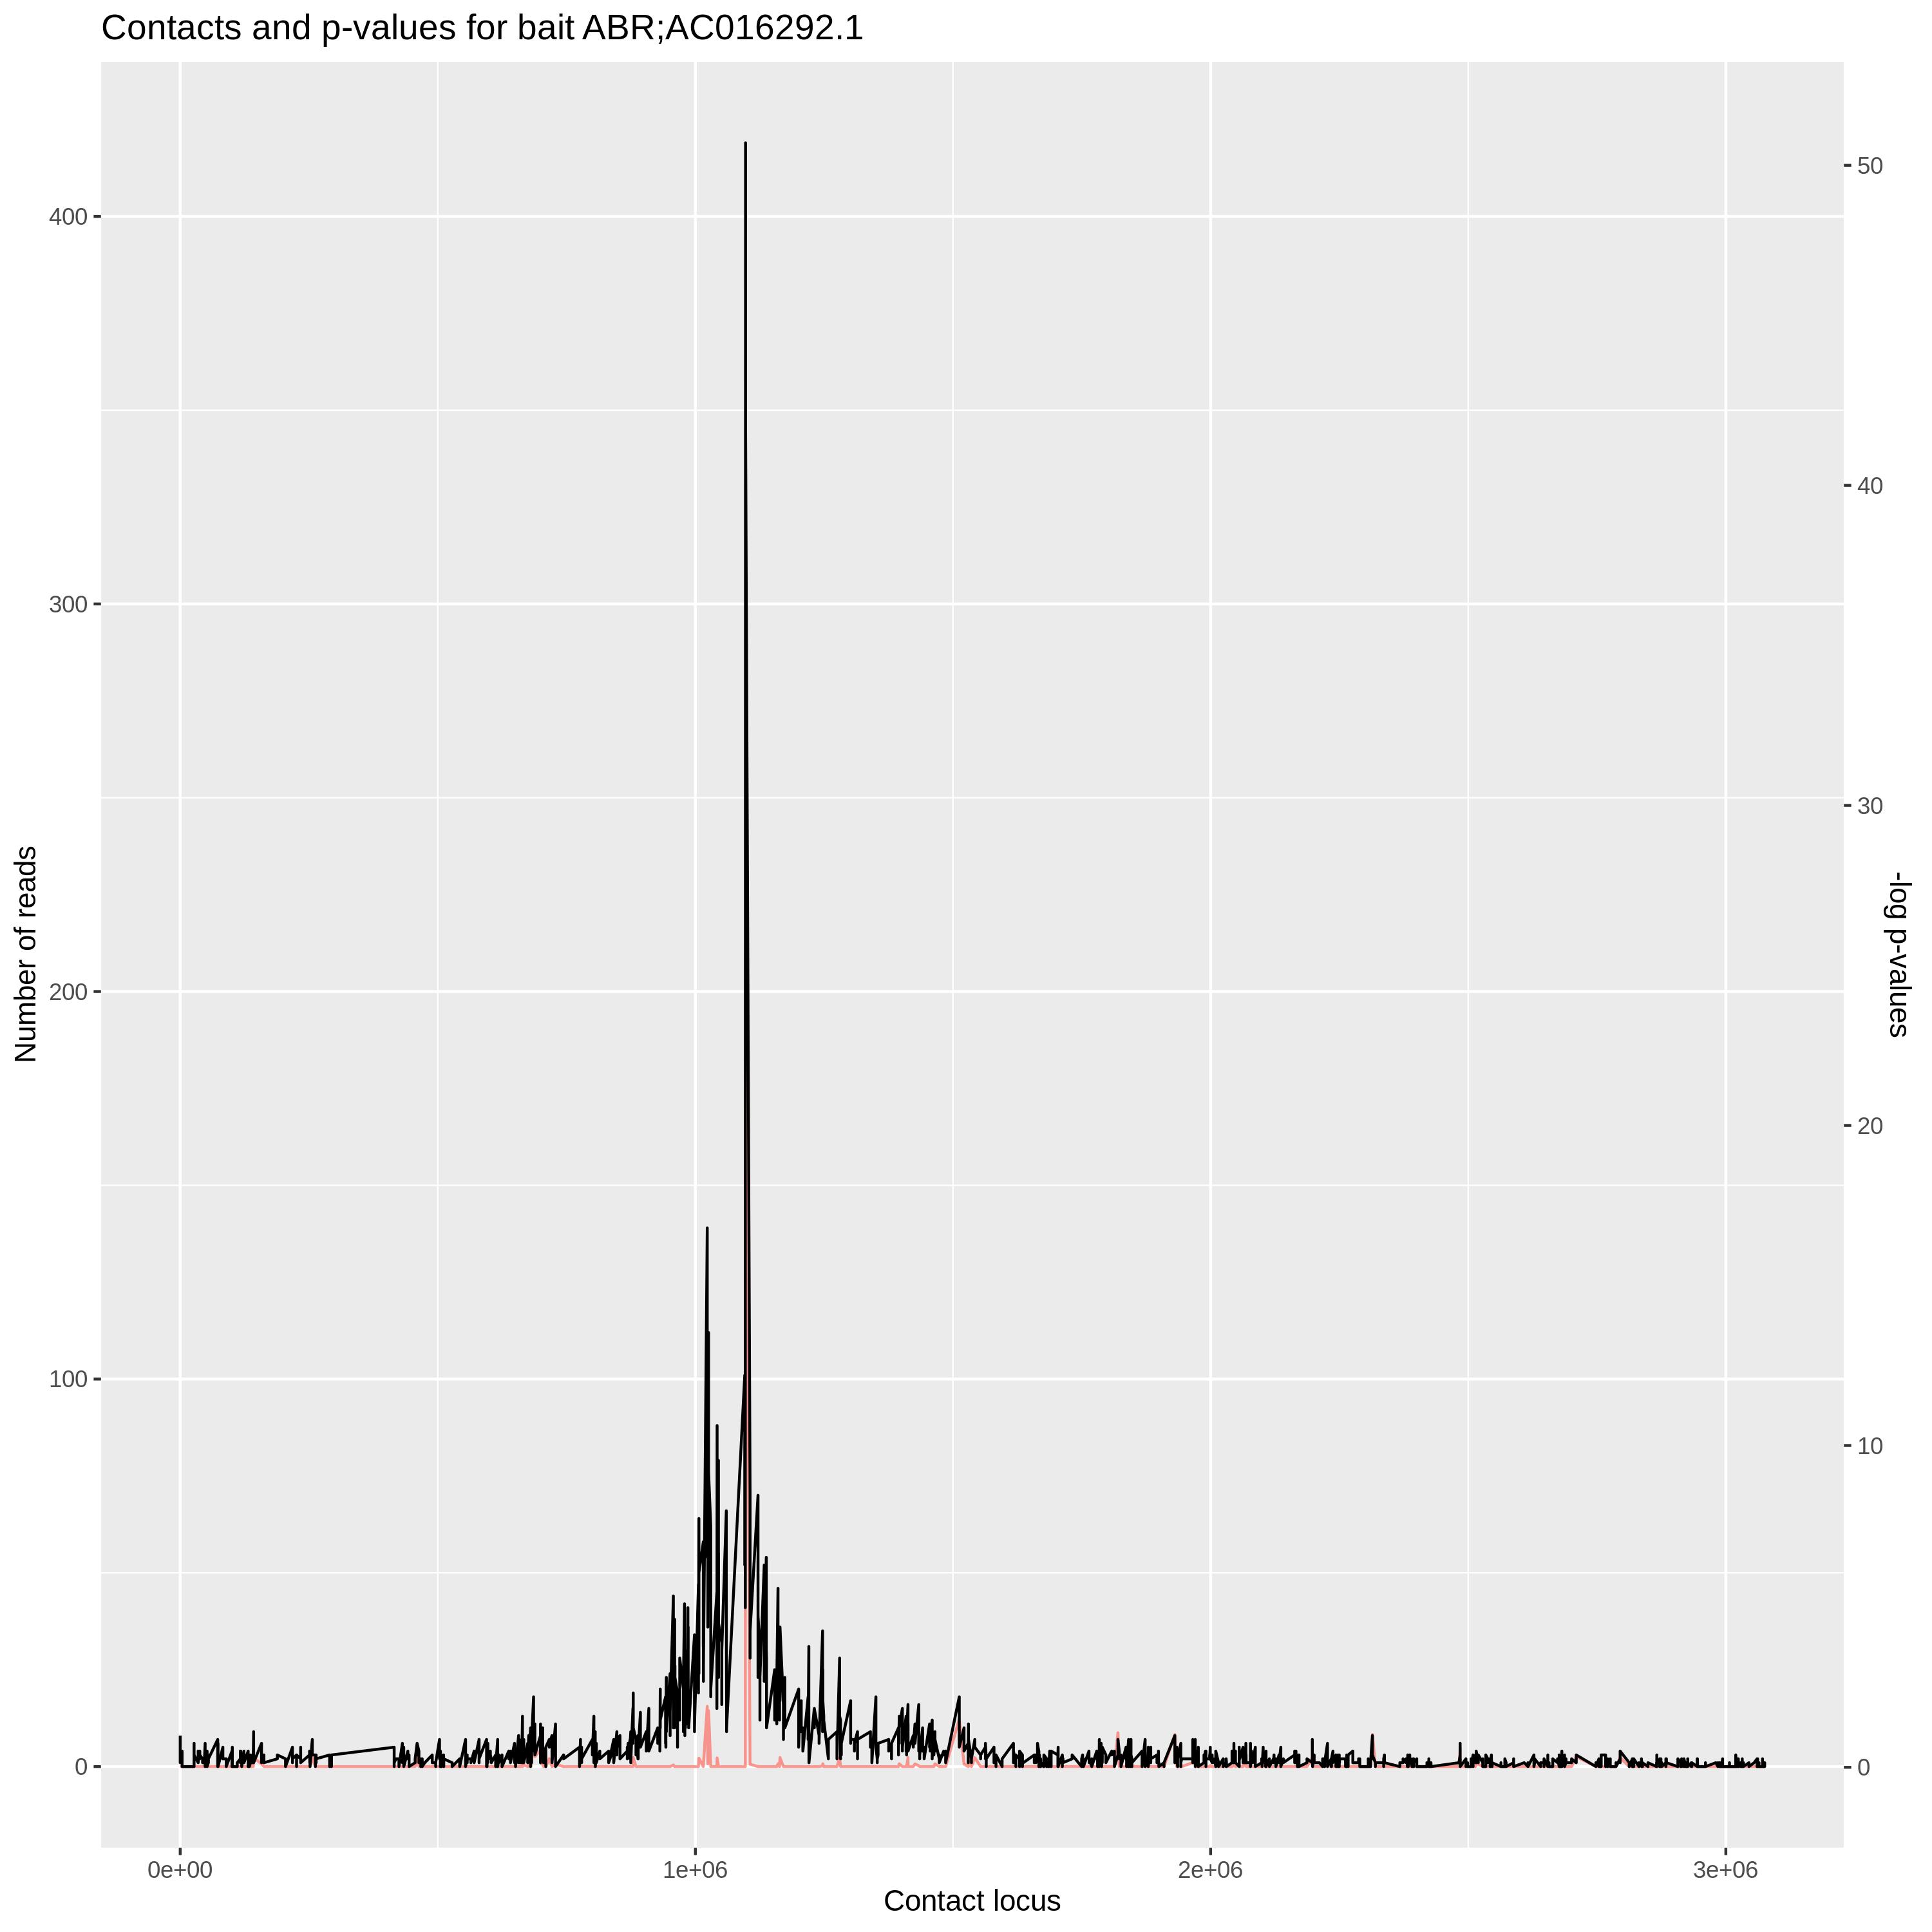 Contacts and p-values for bait ABR;AC016292.1
400
300
200
100
0
Number of reads
50
40
30
20
10
0
-log p-values
0e+00
1e+06
2e+06
3e+06
Contact locus